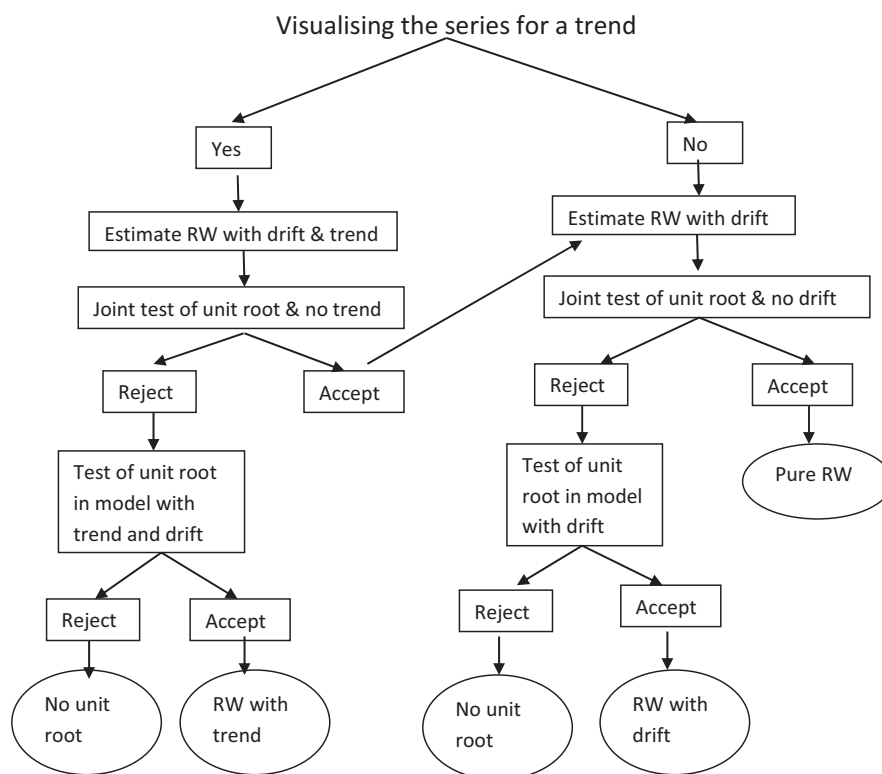 Visualising the series for a trend
Yes
No
Estimate RW with drift & trend
Estimate RW with drift
Joint test of unit root & no trend
Joint test of unit root & no drift
Reject
Accept
Reject
Accept
Test of unit root
in model with
trend and drift
Test of unit
root in model
with drift
Pure RW
Reject
Accept
Reject
Accept
No unit
root
RW with
trend
No unit
root
RW with
drift